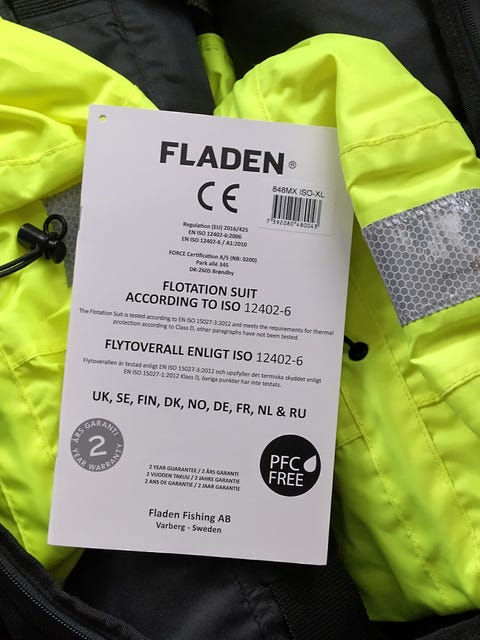 FLADEN®
CE
848MX ISO-XL
7 392080 480043
Regulation (EU) 2016/425
EN ISO 12402-6:2006
EN ISO 12402-6 / A1:2010
FORCE Certification A/S (NB: 0200)
Park allé 345
DK-2605 Brøndby
FLOTATION SUIT
ACCORDING TO ISO 12402-6
The Flotation Suit is tested according to EN ISO 15027-3:2012 and meets the requirements for thermal
protection according to Class D, other paragraphs have not been tested.
FLYTOVERALL ENLIGT ISO 12402-6
Flytoverallen är testad enligt EN ISO 15027-3:2012 och uppfyller det termiska skyddet enligt
EN ISO 15027-1:2012 Klass D, övriga punkter har inte testats.
UK, SE, FIN, DK, NO, DE, FR, NL & RU
ÅRS GARANTI
2
YEAR WARRANTY
2 YEAR GUARANTEE / 2 ÅRS GARANTI
2 VUODEN TAKUU / 2 JAHRE GARANTIE
2 ANS DE GARANTIE / 2 JAAR GARANTIE
PFC
FREE
Fladen Fishing AB
Varberg - Sweden